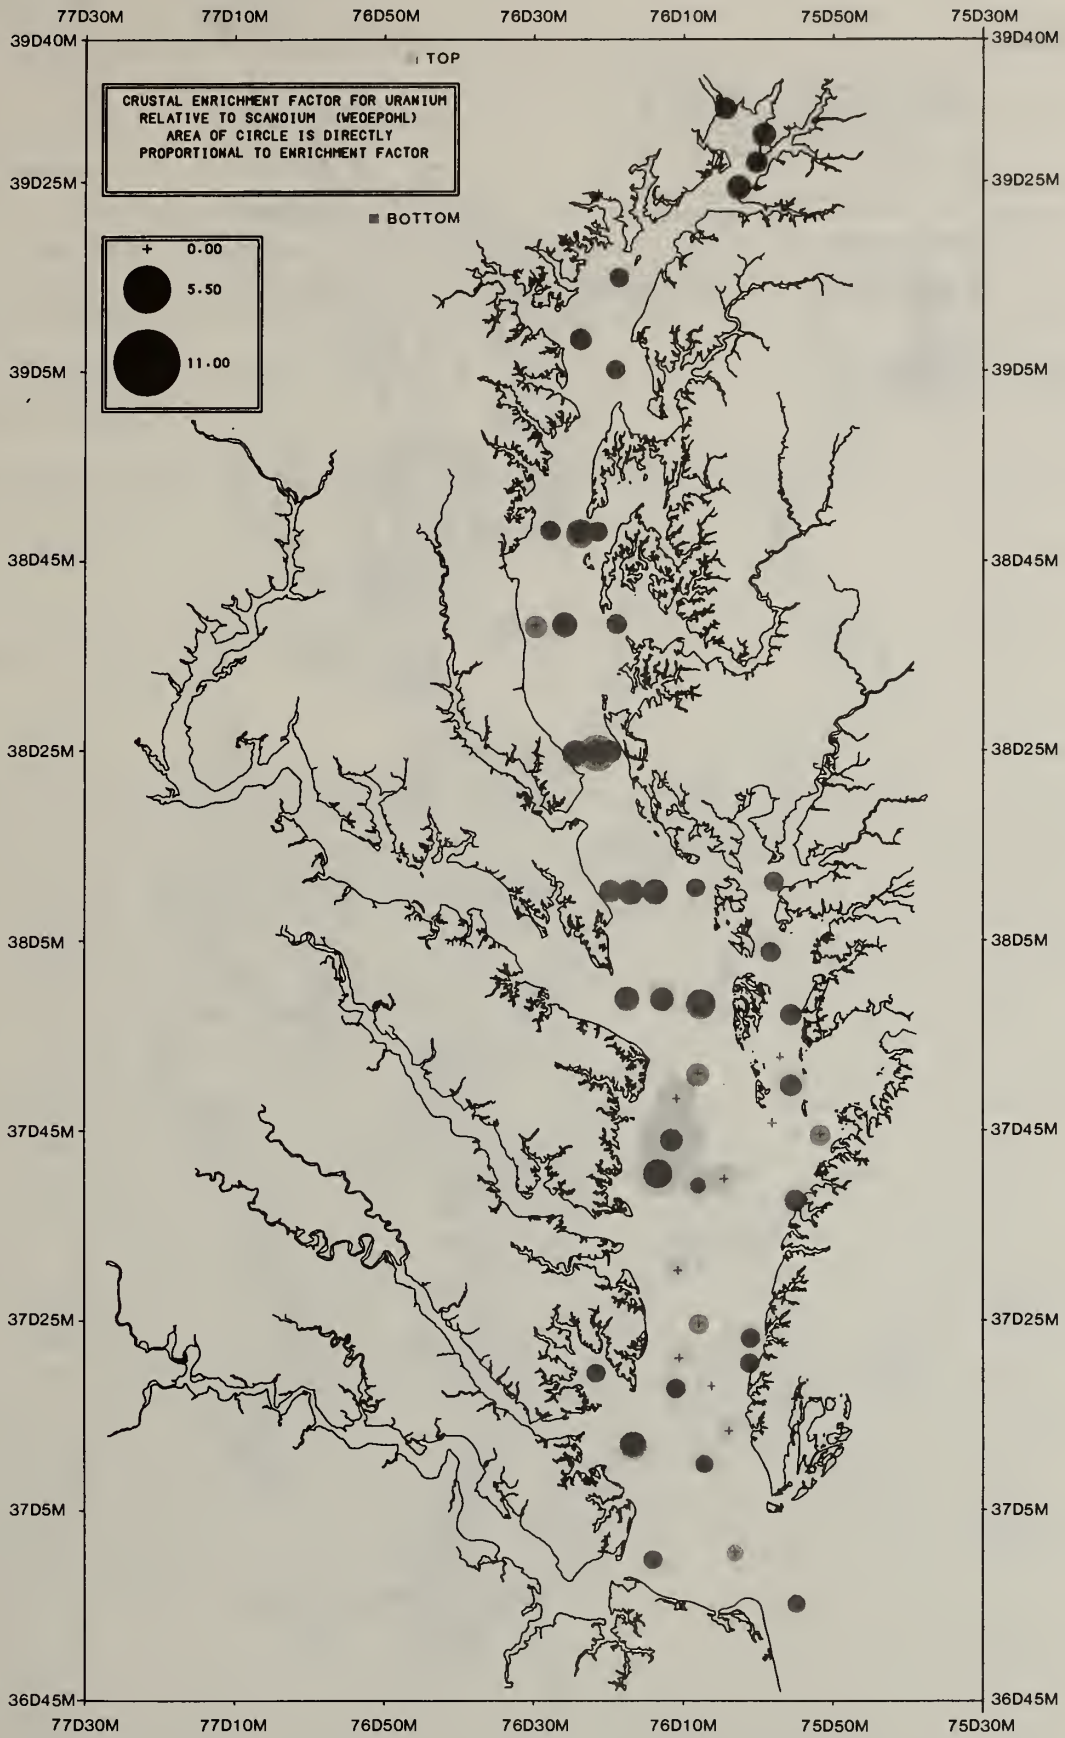 77D30M 77D10M 76D50M 76D30M 76D10M 75D50M 75D30M
39D40M 39D40M
TOP
CRUSTAL ENRICHMENT FACTOR FOR URANIUM
RELATIVE TO SCANDIUM (WEDEPOHL)
AREA OF CIRCLE IS DIRECTLY
PROPORTIONAL TO ENRICHMENT FACTOR
39D25M 39D25M
BOTTOM
+ 0.00
5.50
11.00
39D5M 39D5M
38D45M 38D45M
38D25M 38D25M
38D5M 38D5M
37D45M 37D45M
37D25M 37D25M
37D5M 37D5M
36D45M 36D45M
77D30M 77D10M 76D50M 76D30M 76D10M 75D50M 75D30M